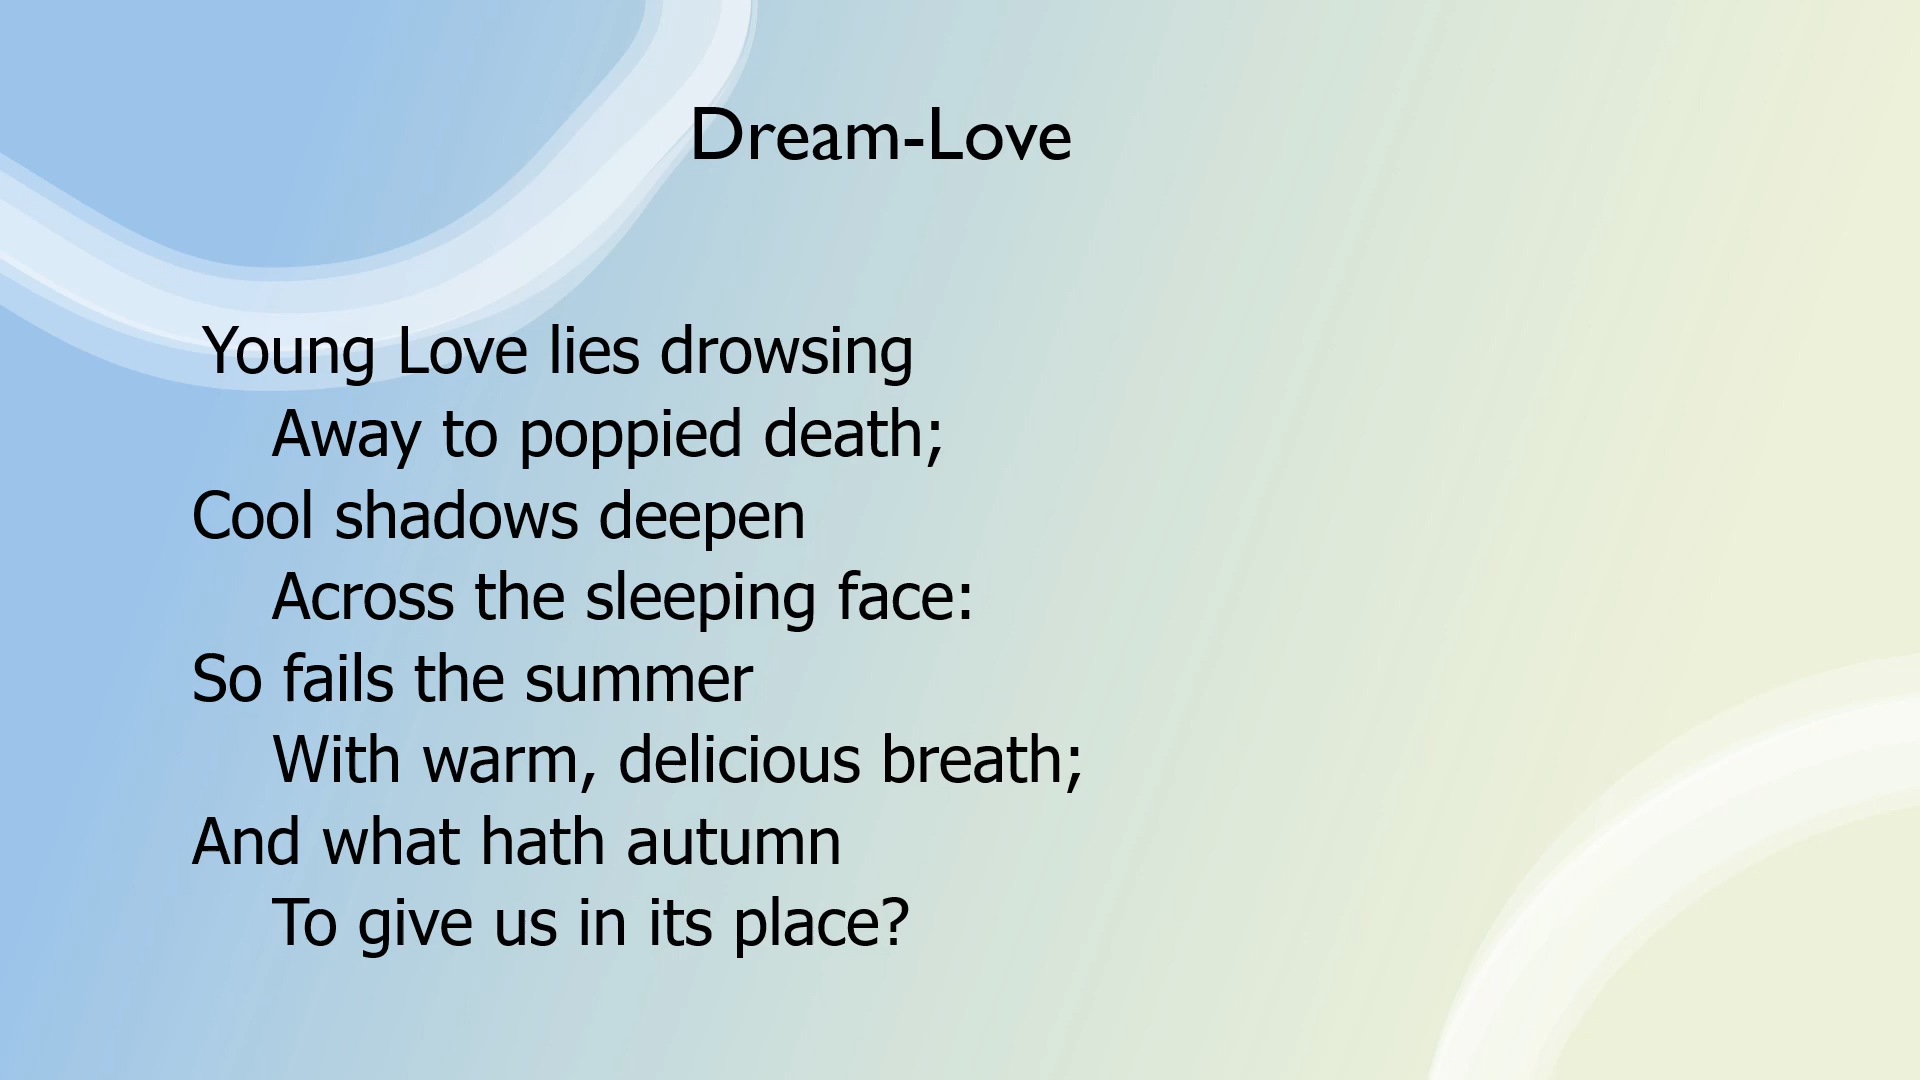 Dream-Love
Young Love lies drowsing
Away to poppied death;
Cool shadows deepen
Across the sleeping face:
So fails the summer
With warm, delicious breath;
And what hath autumn
To give us in its place?